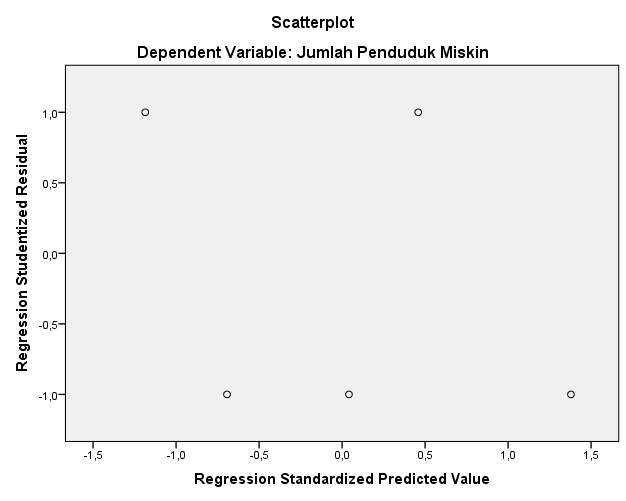 Scatterplot
Dependent Variable: Jumlah Penduduk Miskin
Regression Studentized Residual
1,0
0,5
0,0
-0,5
-1,0
-1,5 -1,0 -0,5 0,0 0,5 1,0 1,5
Regression Standardized Predicted Value